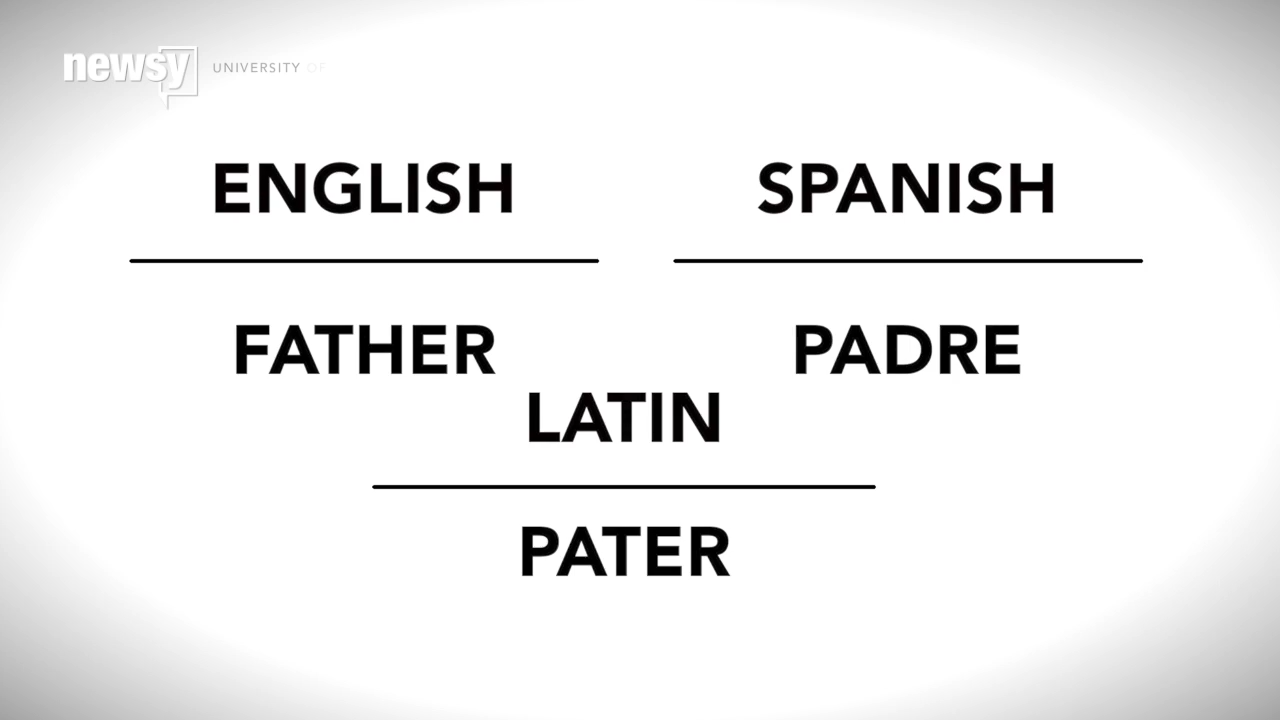 newsy UNIVERSITY OF
ENGLISH SPANISH
FATHER PADRE
LATIN
PATER